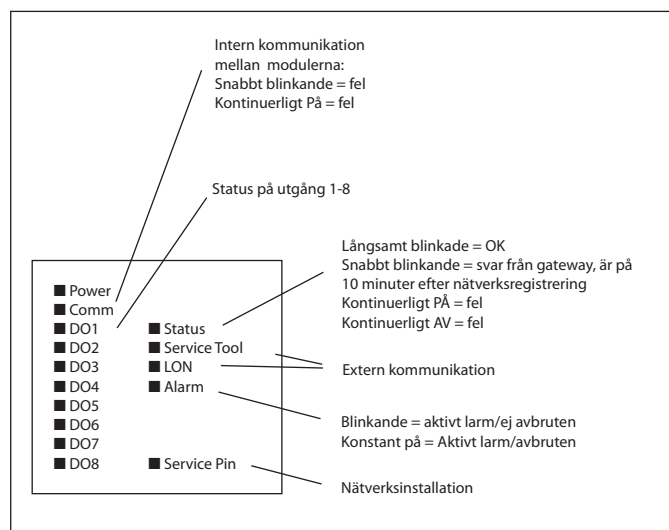 Intern kommunikation
mellan modulerna:
Snabbt blinkande = fel
Kontinuerligt På = fel
Status på utgång 1-8
Långsamt blinkade = OK
Snabbt blinkande = svar från gateway, är på
10 minuter efter nätverksregistrering
Kontinuerligt PÅ = fel
Kontinuerligt AV = fel
Power
Comm
DO1
DO2
DO3
DO4
DO5
DO6
DO7
DO8
Status
Service Tool
LON
Alarm
Service Pin
Extern kommunikation
Blinkande = aktivt larm/ej avbruten
Konstant på = Aktivt larm/avbruten
Nätverksinstallation